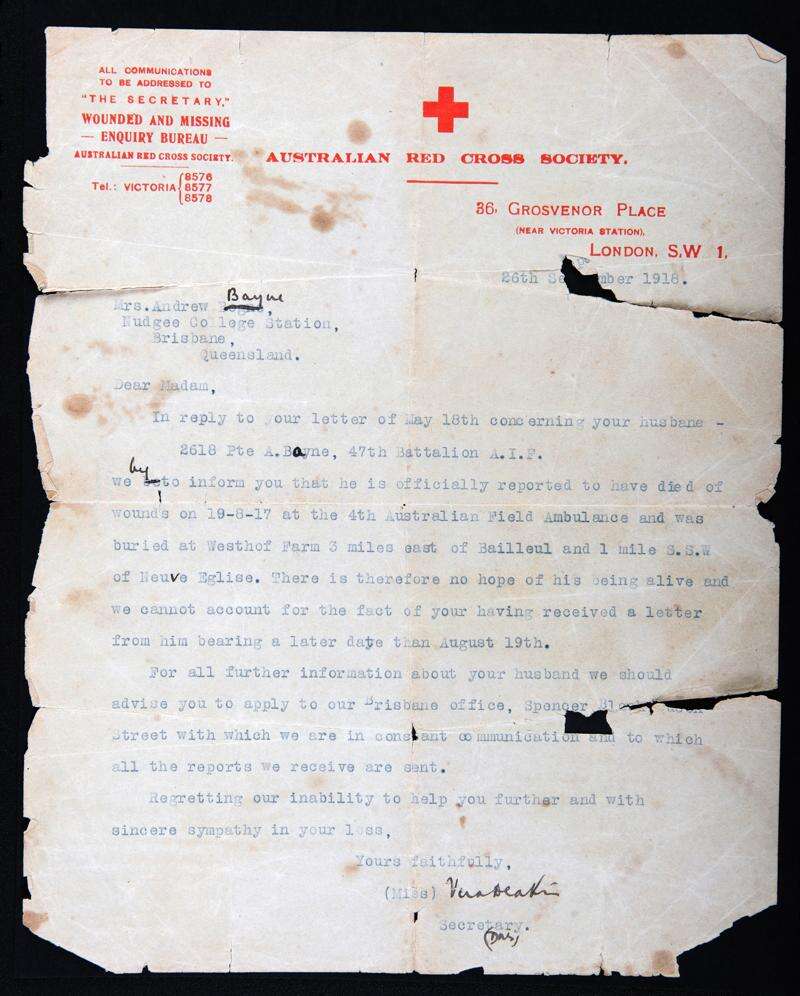 ALL COMMUNICATIONS
TO BE ADDRESSED TO
"THE SECRETARY,"
WOUNDED AND MISSING
— ENQUIRY BUREAU —
AUSTRALIAN RED CROSS SOCIETY.
Tel.: VICTORIA { 8576
8577
8578
AUSTRALIAN RED CROSS SOCIETY.
36, GROSVENOR PLACE
(NEAR VICTORIA STATION),
LONDON, S.W 1,
26th Se mber 1918.
Bayne
Mrs. Andrew
Nudgee College Station,
Brisbane,
Queensland.
Dear Madam,
In reply to your letter of May 18th concerning your husbane -
2618 Pte A. Bayne, 47th Battalion A.I.F.
by
we to inform you that he is officially reported to have died of
wounds on 19-8-17 at the 4th Australian Field Ambulance and was
buried at Westhof Farm 3 miles east of Bailleul and 1 mile S.S.W
of Neuve Eglise. There is therefore no hope of his being alive and
we cannot account for the fact of your having received a letter
from him bearing a later date than August 19th.
For all further information about your husband we should
advise you to apply to our Brisbane office, Spencer
Street with which we are in constant communication and to which
all the reports we receive are sent.
Regretting our inability to help you further and with
sincere sympathy in your loss,
Yours faithfully,
(Miss) Vera Deakin
Secretary.